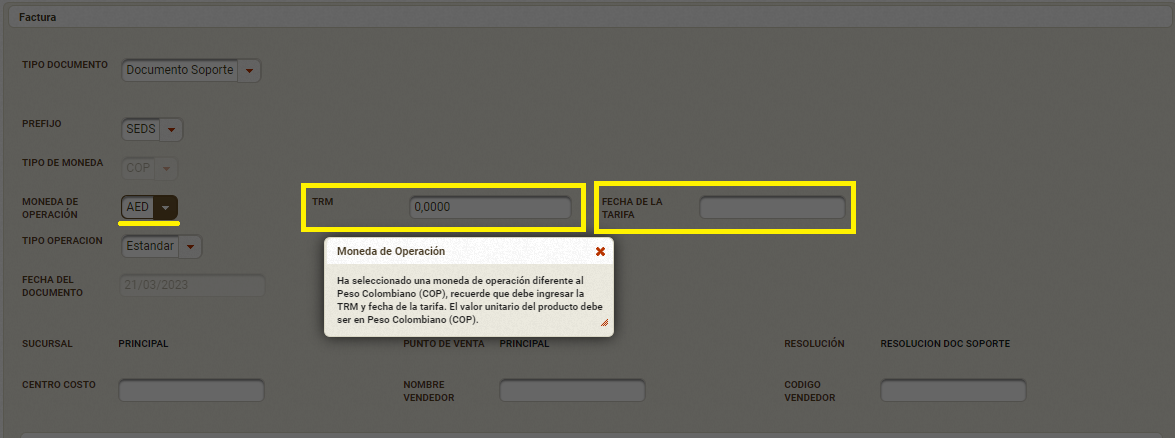 Factura
TIPO DOCUMENTO
Documento Soporte
PREFIJO
SEDS
TIPO DE MONEDA
COP
MONEDA DE
OPERACIÓN
AED
TRM
0,0000
FECHA DE LA
TARIFA
TIPO OPERACION
Estandar
Moneda de Operación
Ha seleccionado una moneda de operación diferente al
Peso Colombiano (COP), recuerde que debe ingresar la
TRM y fecha de la tarifa. El valor unitario del producto debe
ser en Peso Colombiano (COP).
FECHA DEL
DOCUMENTO
21/03/2023
SUCURSAL
PRINCIPAL
PUNTO DE VENTA
PRINCIPAL
RESOLUCIÓN
RESOLUCION DOC SOPORTE
CENTRO COSTO
NOMBRE
VENDEDOR
CODIGO
VENDEDOR